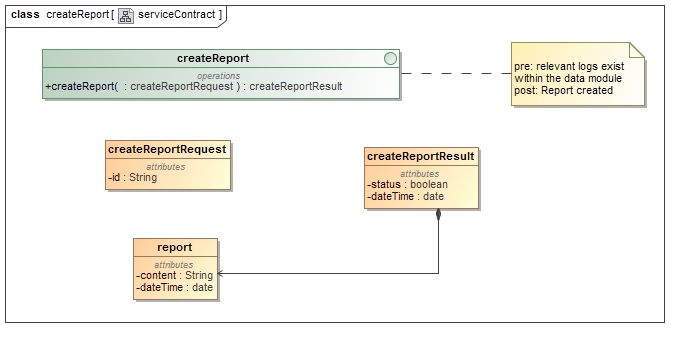 class createReport[ serviceContract ]
createReport
operations
+createReport( : createReportRequest ) : createReportResult
pre: relevant logs exist
within the data module
post: Report created
createReportRequest
attributes
-id : String
createReportResult
attributes
-status : boolean
-dateTime : date
report
attributes
-content : String
-dateTime : date